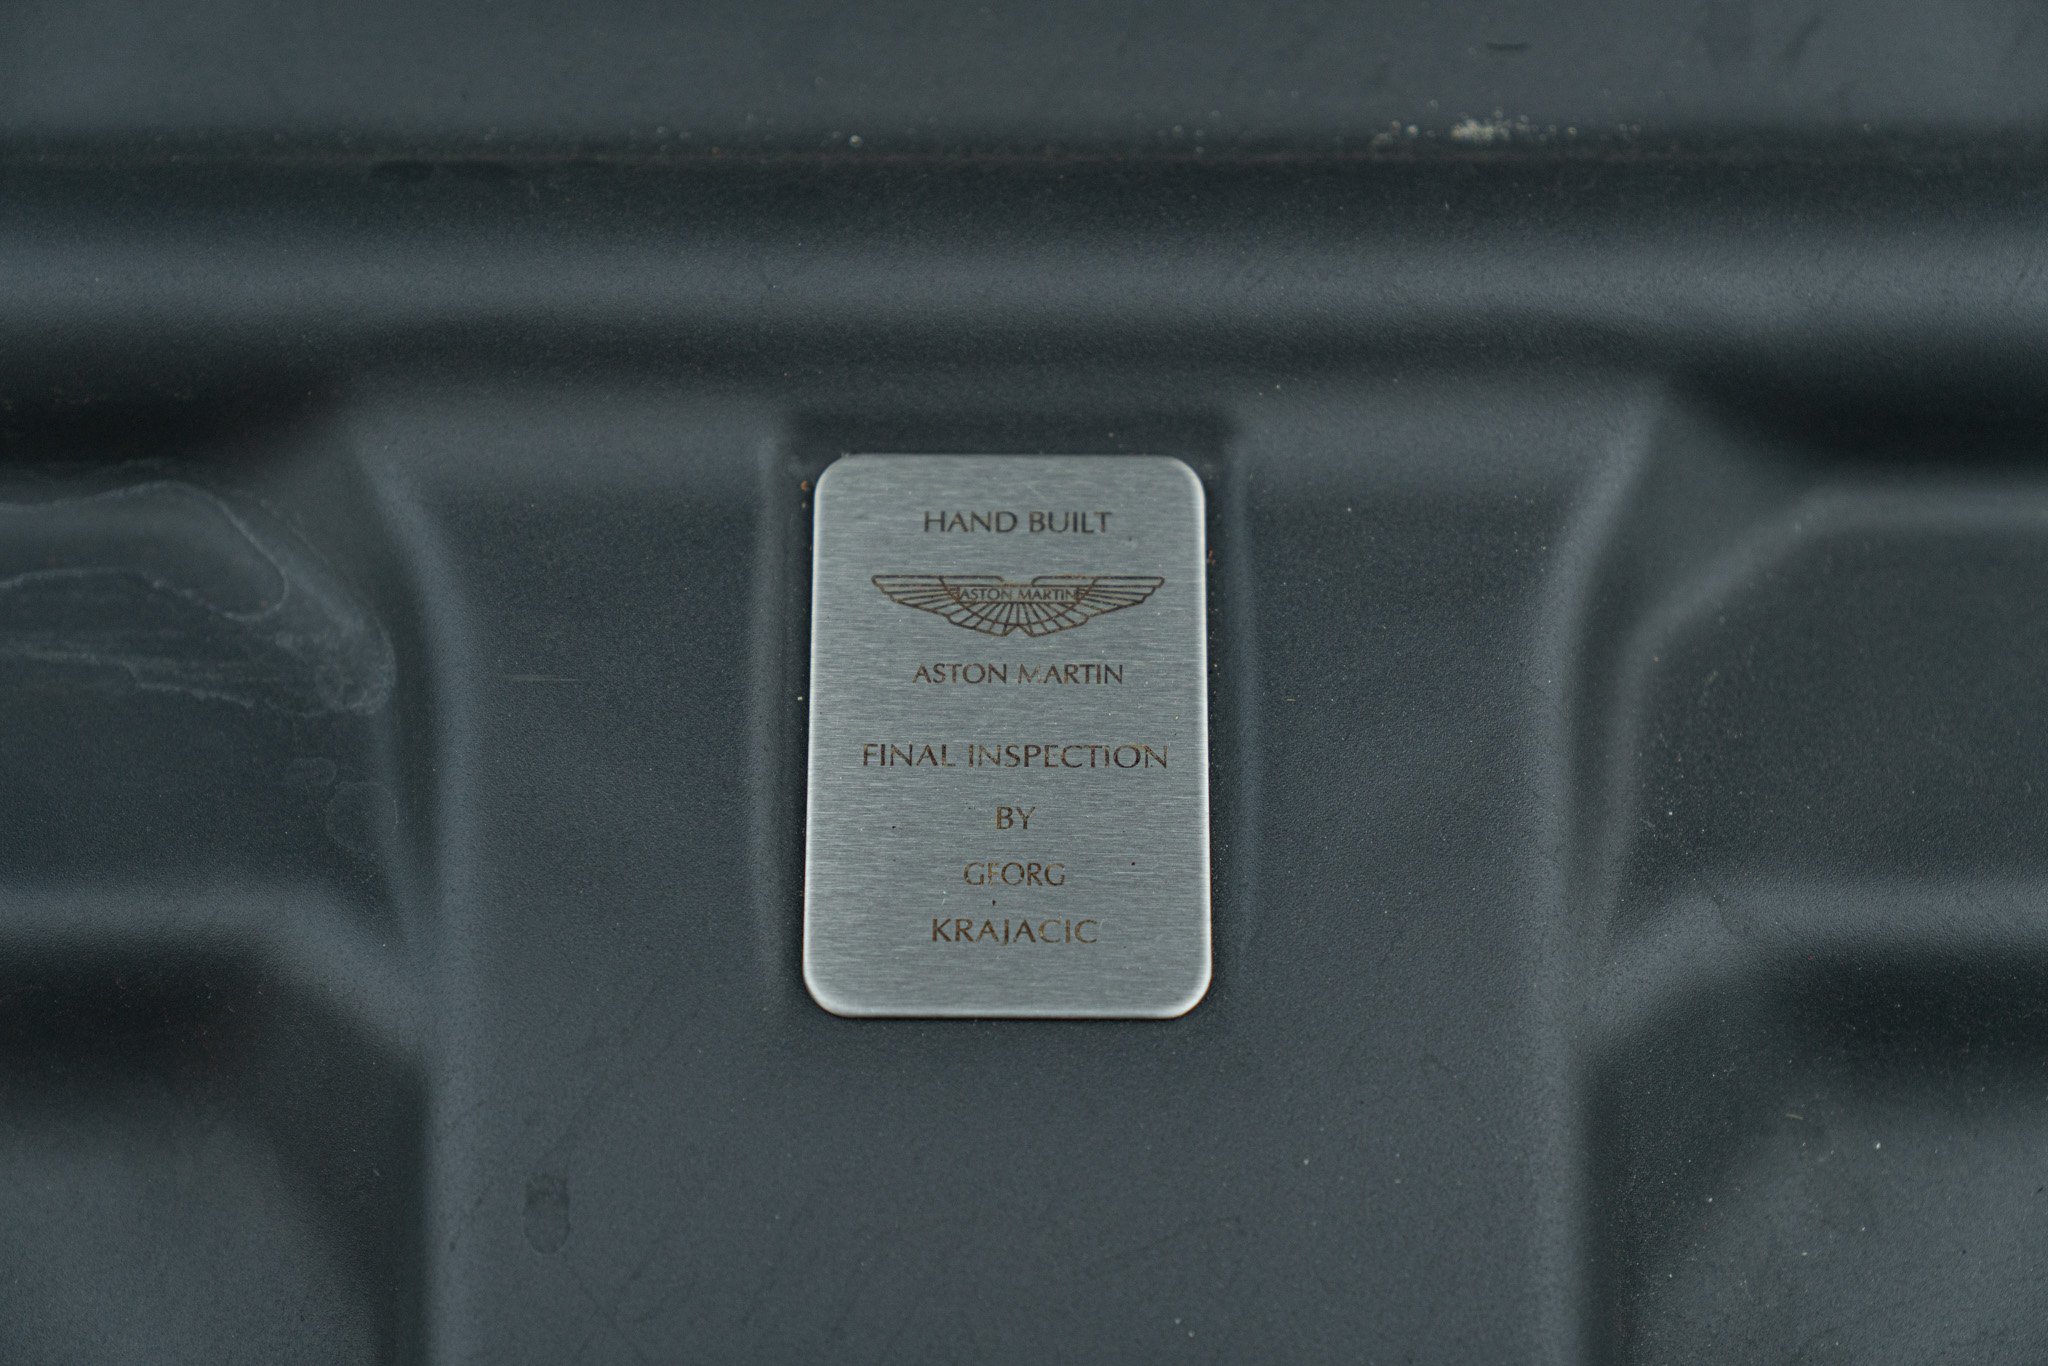 HAND BUILT
ASTON MARTIN
ASTON MARTIN
FINAL INSPECTION
BY
GEORG
KRAJACIC